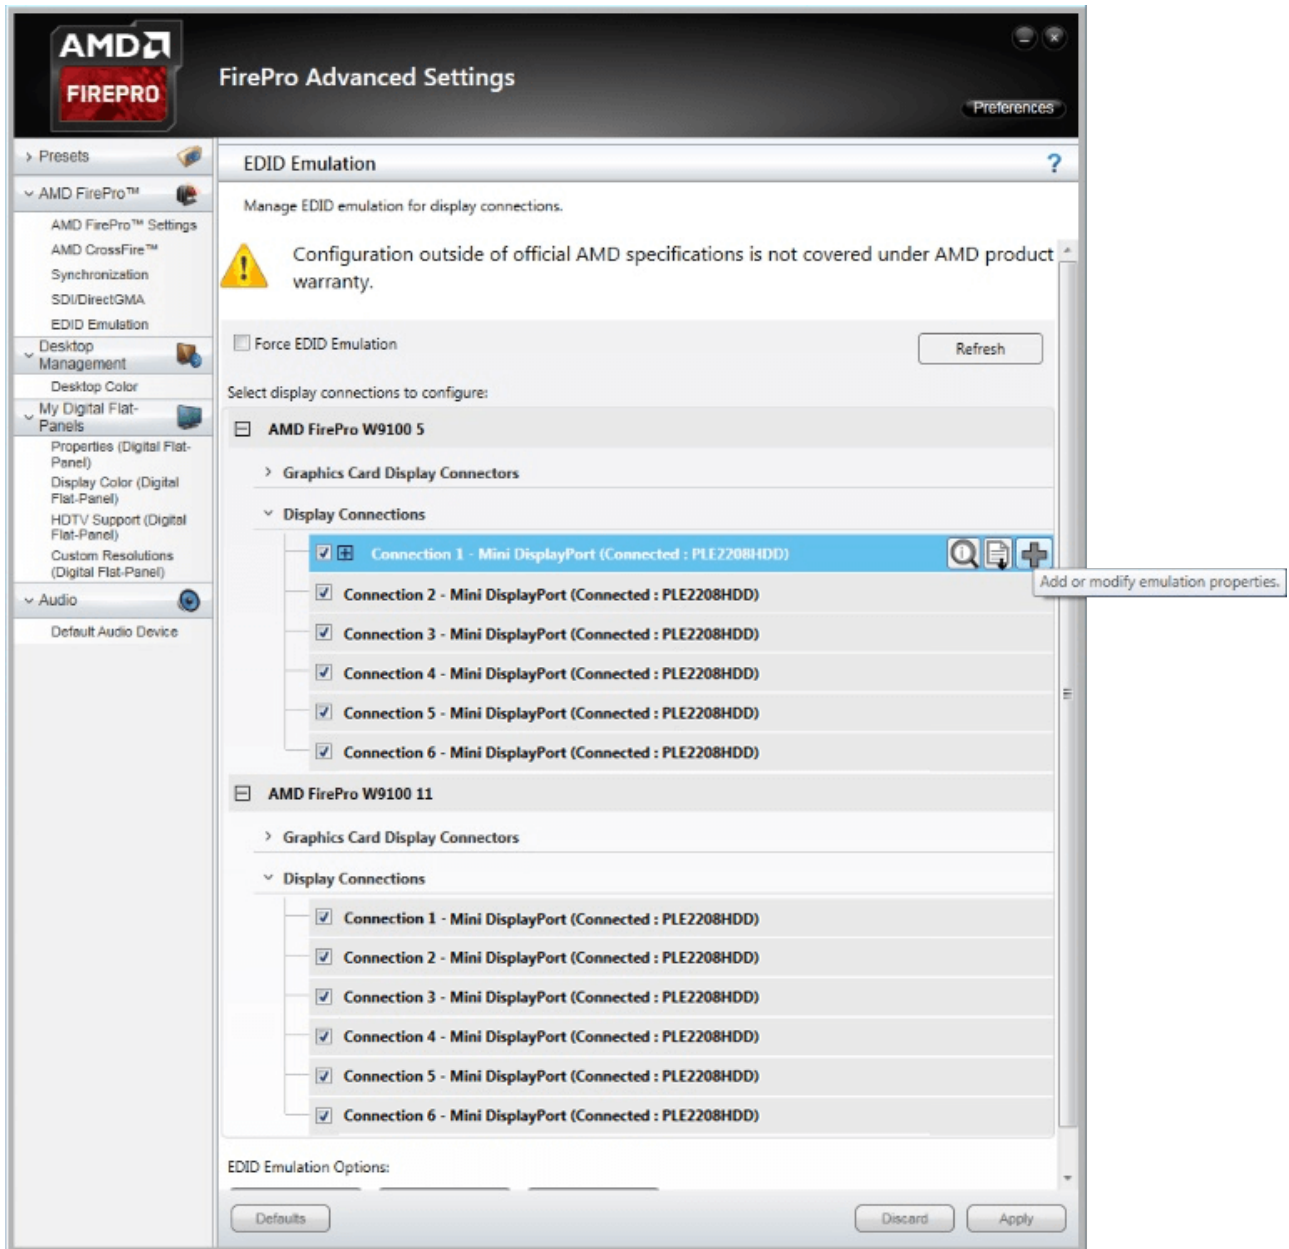 AMD
FIREPRO
FirePro Advanced Settings
Preferences
Presets
AMD FirePro™
AMD FirePro™ Settings
AMD CrossFire™
Synchronization
SDI/DirectGMA
EDID Emulation
Desktop
Management
Desktop Color
My Digital Flat-
Panels
Properties (Digital Flat-
Panel)
Display Color (Digital
Flat-Panel)
HDTV Support (Digital
Flat-Panel)
Custom Resolutions
(Digital Flat-Panel)
Audio
Default Audio Device
EDID Emulation
?
Manage EDID emulation for display connections.
Configuration outside of official AMD specifications is not covered under AMD product
warranty.
Force EDID Emulation
Refresh
Select display connections to configure:
AMD FirePro W9100 5
Graphics Card Display Connectors
Display Connections
Connection 1 - Mini DisplayPort (Connected : PLE2208HDD)
Add or modify emulation properties.
Connection 2 - Mini DisplayPort (Connected : PLE2208HDD)
Connection 3 - Mini DisplayPort (Connected : PLE2208HDD)
Connection 4 - Mini DisplayPort (Connected : PLE2208HDD)
Connection 5 - Mini DisplayPort (Connected : PLE2208HDD)
Connection 6 - Mini DisplayPort (Connected : PLE2208HDD)
AMD FirePro W9100 11
Graphics Card Display Connectors
Display Connections
Connection 1 - Mini DisplayPort (Connected : PLE2208HDD)
Connection 2 - Mini DisplayPort (Connected : PLE2208HDD)
Connection 3 - Mini DisplayPort (Connected : PLE2208HDD)
Connection 4 - Mini DisplayPort (Connected : PLE2208HDD)
Connection 5 - Mini DisplayPort (Connected : PLE2208HDD)
Connection 6 - Mini DisplayPort (Connected : PLE2208HDD)
EDID Emulation Options:
Defaults
Discard
Apply